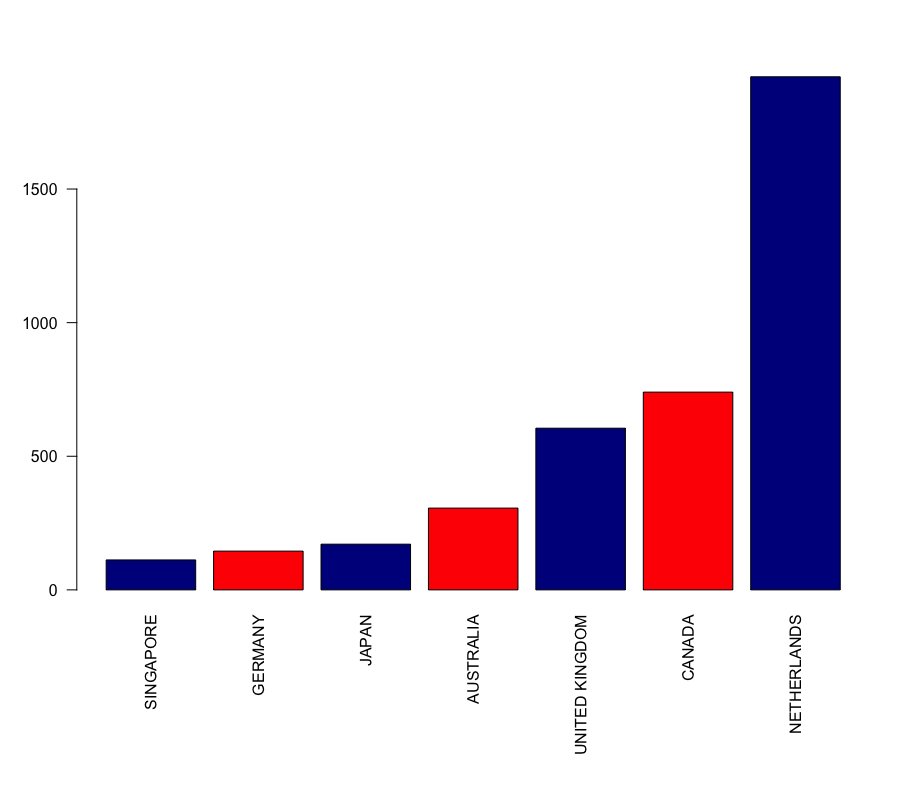 1500
1000
500
0
SINGAPORE
GERMANY
JAPAN
AUSTRALIA
UNITED KINGDOM
CANADA
NETHERLANDS